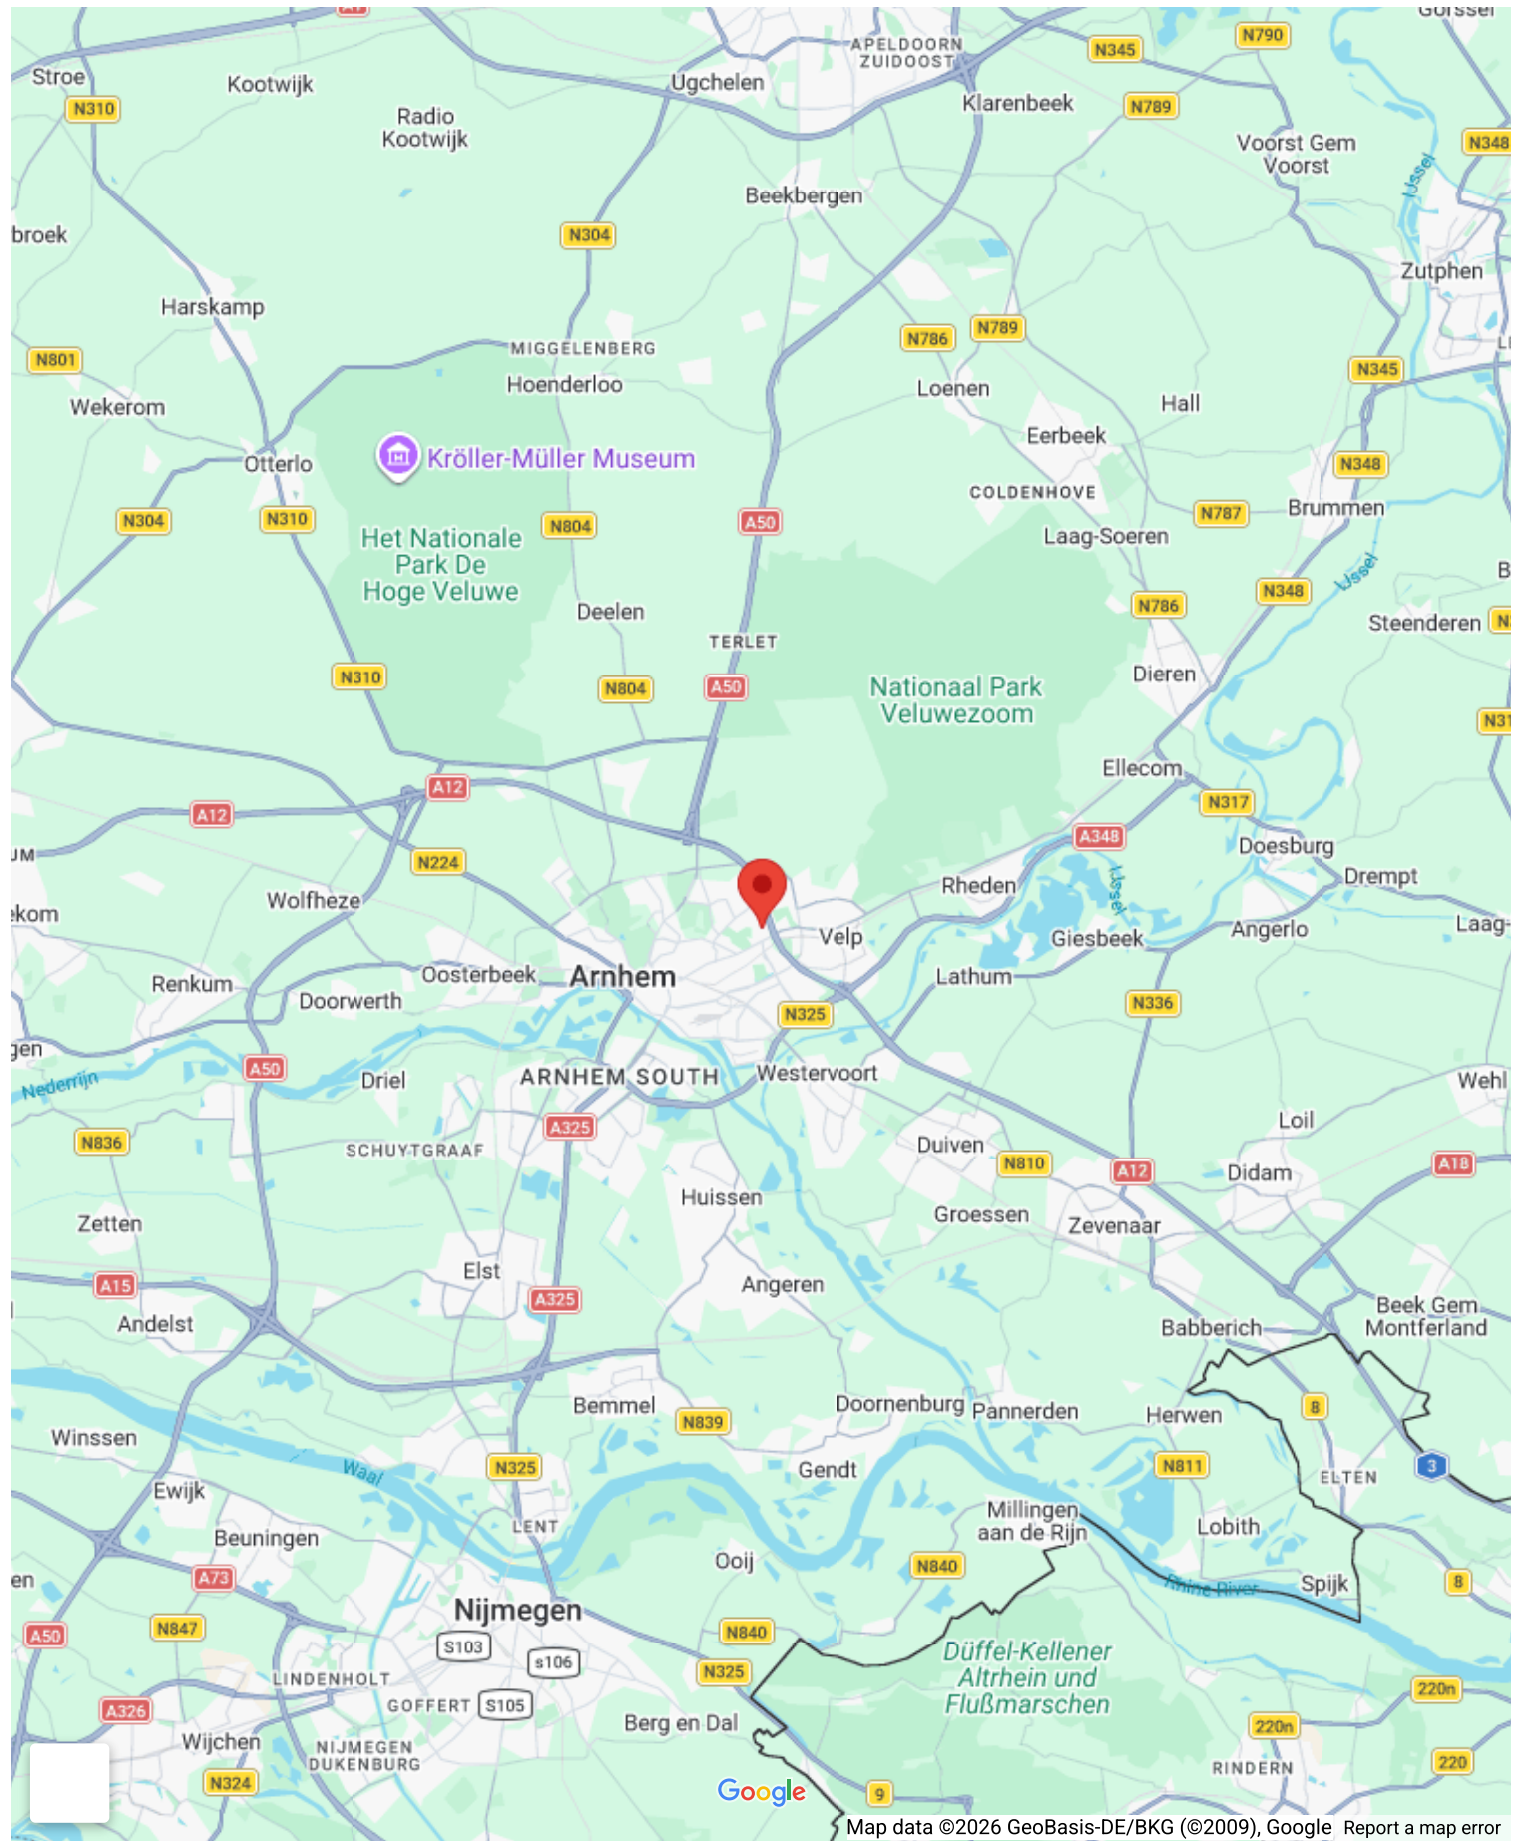 Stroe
Kootwijk
Ugchelen
APELDOORN
ZUIDOOST
N345
N790
N310
Radio
Kootwijk
Klarenbeek
N789
Voorst Gem
Voorst
N348
IJssel
Beekbergen
broek
N304
Zutphen
Harskamp
N801
MIGGELENBERG
Hoenderloo
N786
N789
Loenen
N345
Wekerom
Hall
Eerbeek
Kröller-Müller Museum
Otterlo
N348
COLDENHOVE
Brummen
N304
N310
N804
A50
N787
Het Nationale
Park De
Hoge Veluwe
Laag-Soeren
IJssel
N348
Deelen
N786
Steenderen
TERLET
N310
N804
A50
Nationaal Park
Veluwezoom
Dieren
Ellecom
A12
A12
N317
A348
Doesburg
N224
IJssel
Rheden
Drempt
Wolfheze
ekom
Velp
Giesbeek
Angerlo
Laag-
Renkum
Oosterbeek
Arnhem
Lathum
Doorwerth
N325
N336
gen
A50
Nederrijn
Driel
ARNHEM SOUTH
Westervoort
Wehl
N836
A325
Loil
SCHUYTGRAAF
Duiven
N810
A12
Didam
A18
Huissen
Zetten
Groessen
Zevenaar
Elst
A15
Angeren
A325
Andelst
Babberich
Beek Gem
Montferland
Bemmel
N839
Doornenburg
Pannerden
Herwen
8
Winssen
Waal
N325
Gendt
N811
3
ELTEN
Ewijk
Millingen
aan de Rijn
LENT
Lobith
Beuningen
Ooij
N840
A73
Rhine River
Spijk
8
en
Nijmegen
N847
A50
S103
N840
s106
N325
Düffel-Kellener
Altrhein und
Flußmarschen
LINDENHOLT
220n
A326
GOFFERT
S105
Berg en Dal
220n
Wijchen
NIJMEGEN
DUKENBURG
220
RINDERN
N324
Google
9
Map data ©2026 GeoBasis-DE/BKG (©2009), Google
Report a map error